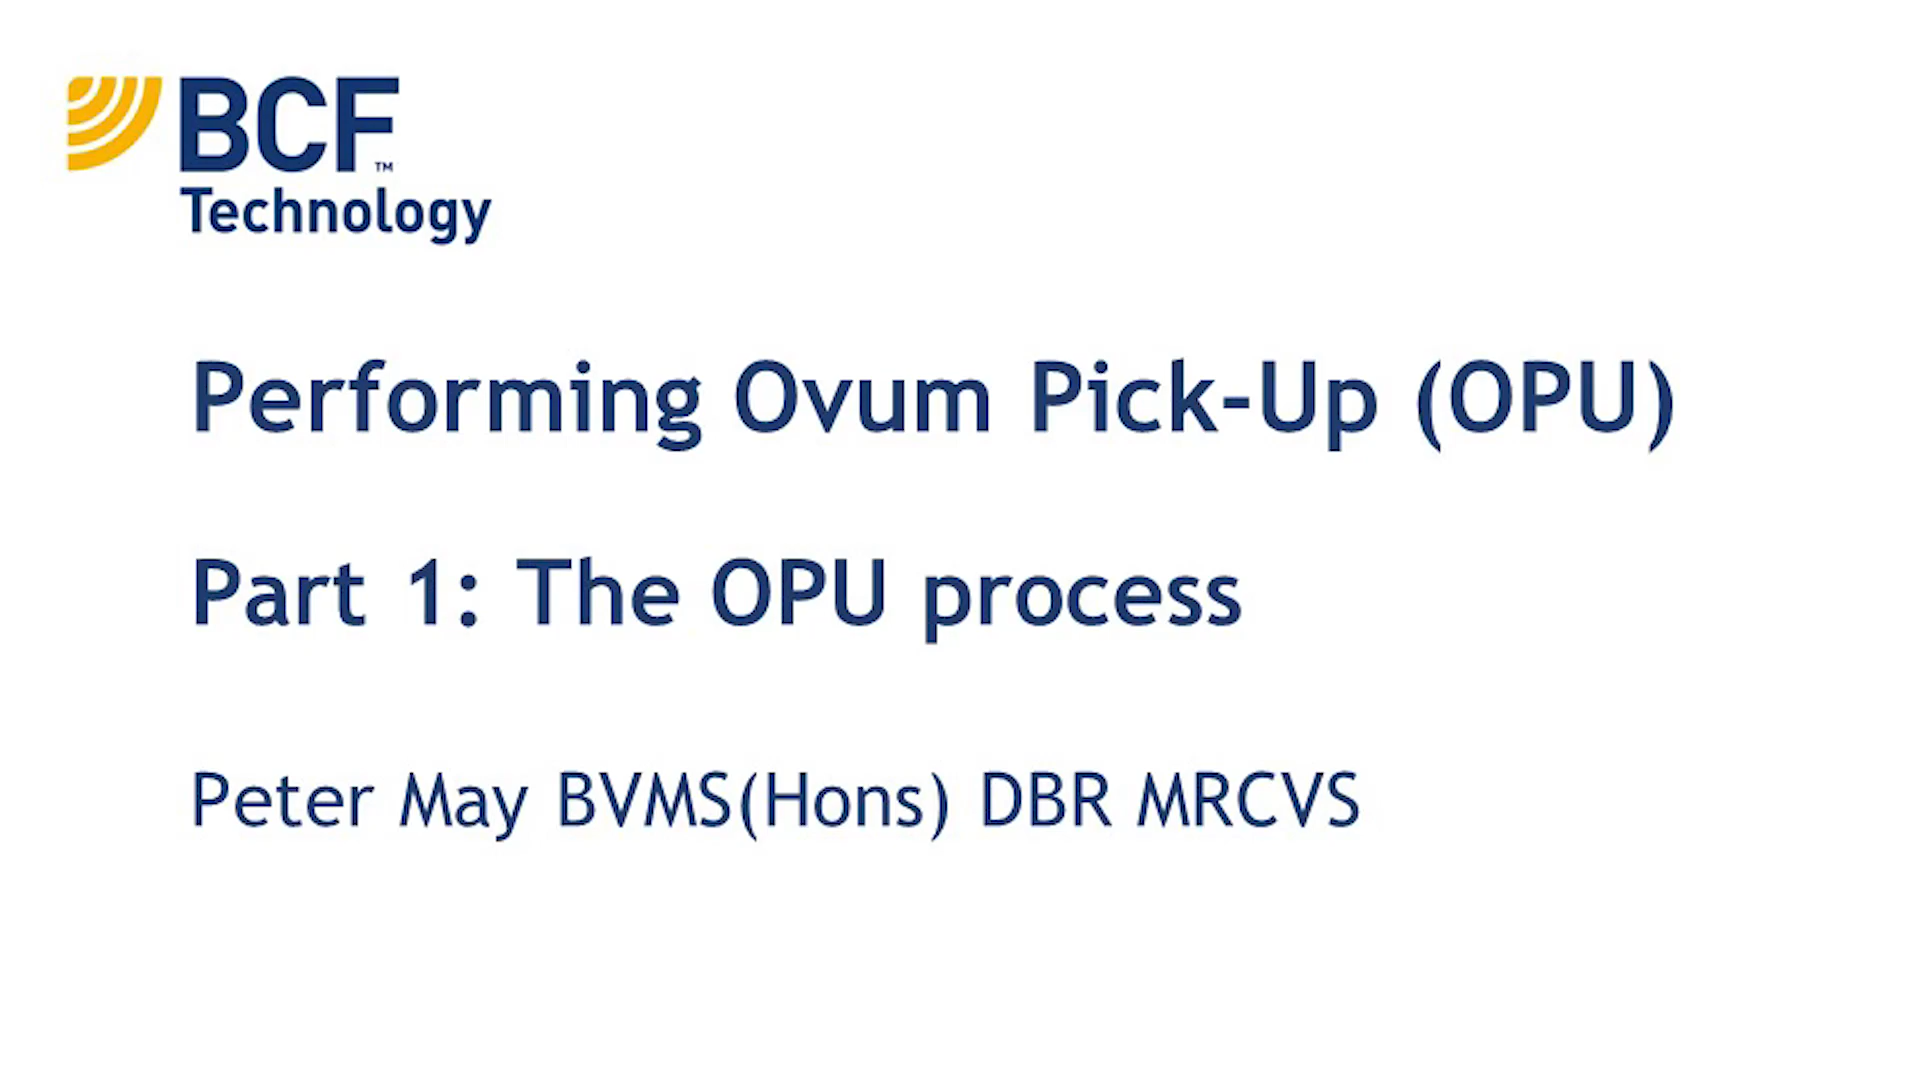 BCF™
Technology
Performing Ovum Pick-Up (OPU)
Part 1: The OPU process
Peter May BVMS(Hons) DBR MRCVS